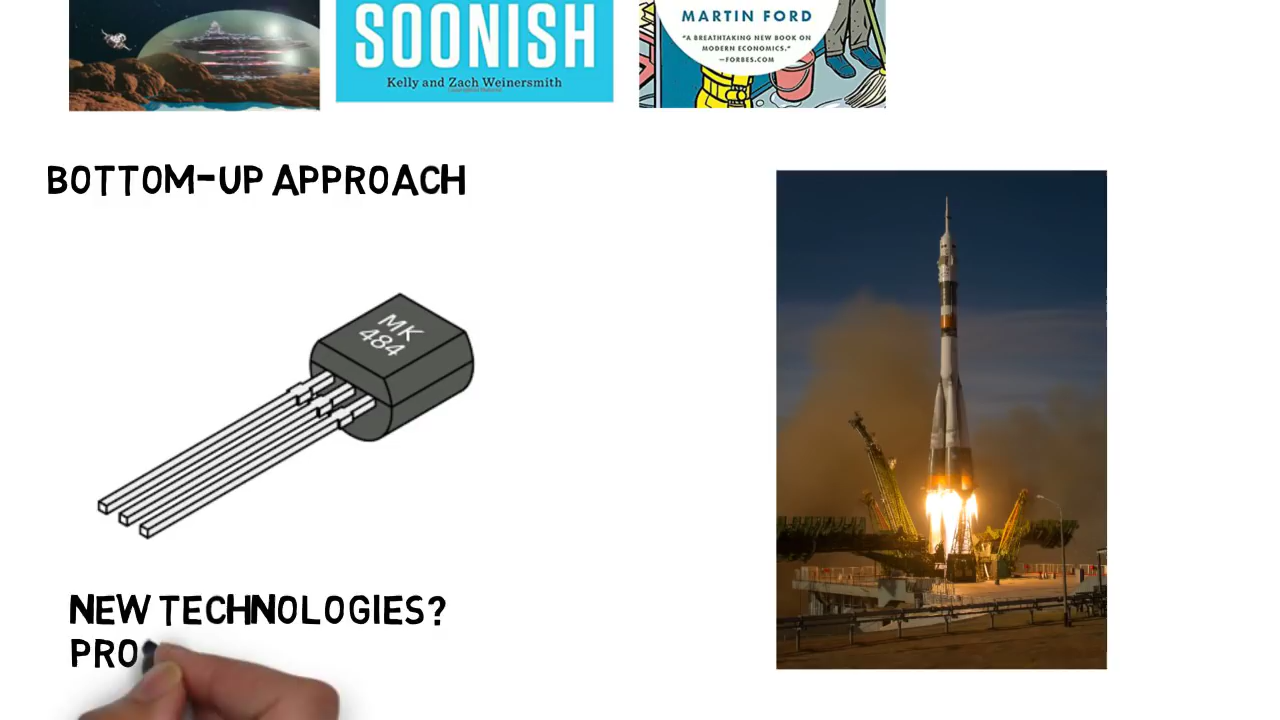 SOONISH
Kelly and Zach Weinersmith
MARTIN FORD
"A BREATHTAKING NEW BOOK ON
MODERN ECONOMICS."
—FORBES.COM
BOTTOM-UP APPROACH
MK
484
NEW TECHNOLOGIES?
PRO